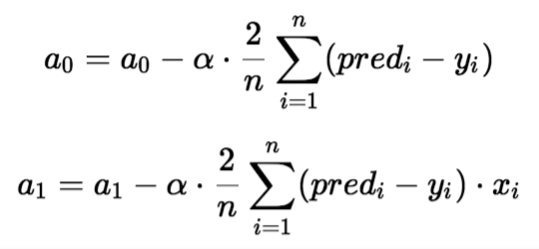 a₀ = a₀ − α · 2/n ∑ᵢ₌₁ⁿ (predᵢ − yᵢ)
a₁ = a₁ − α · 2/n ∑ᵢ₌₁ⁿ (predᵢ − yᵢ) · xᵢ